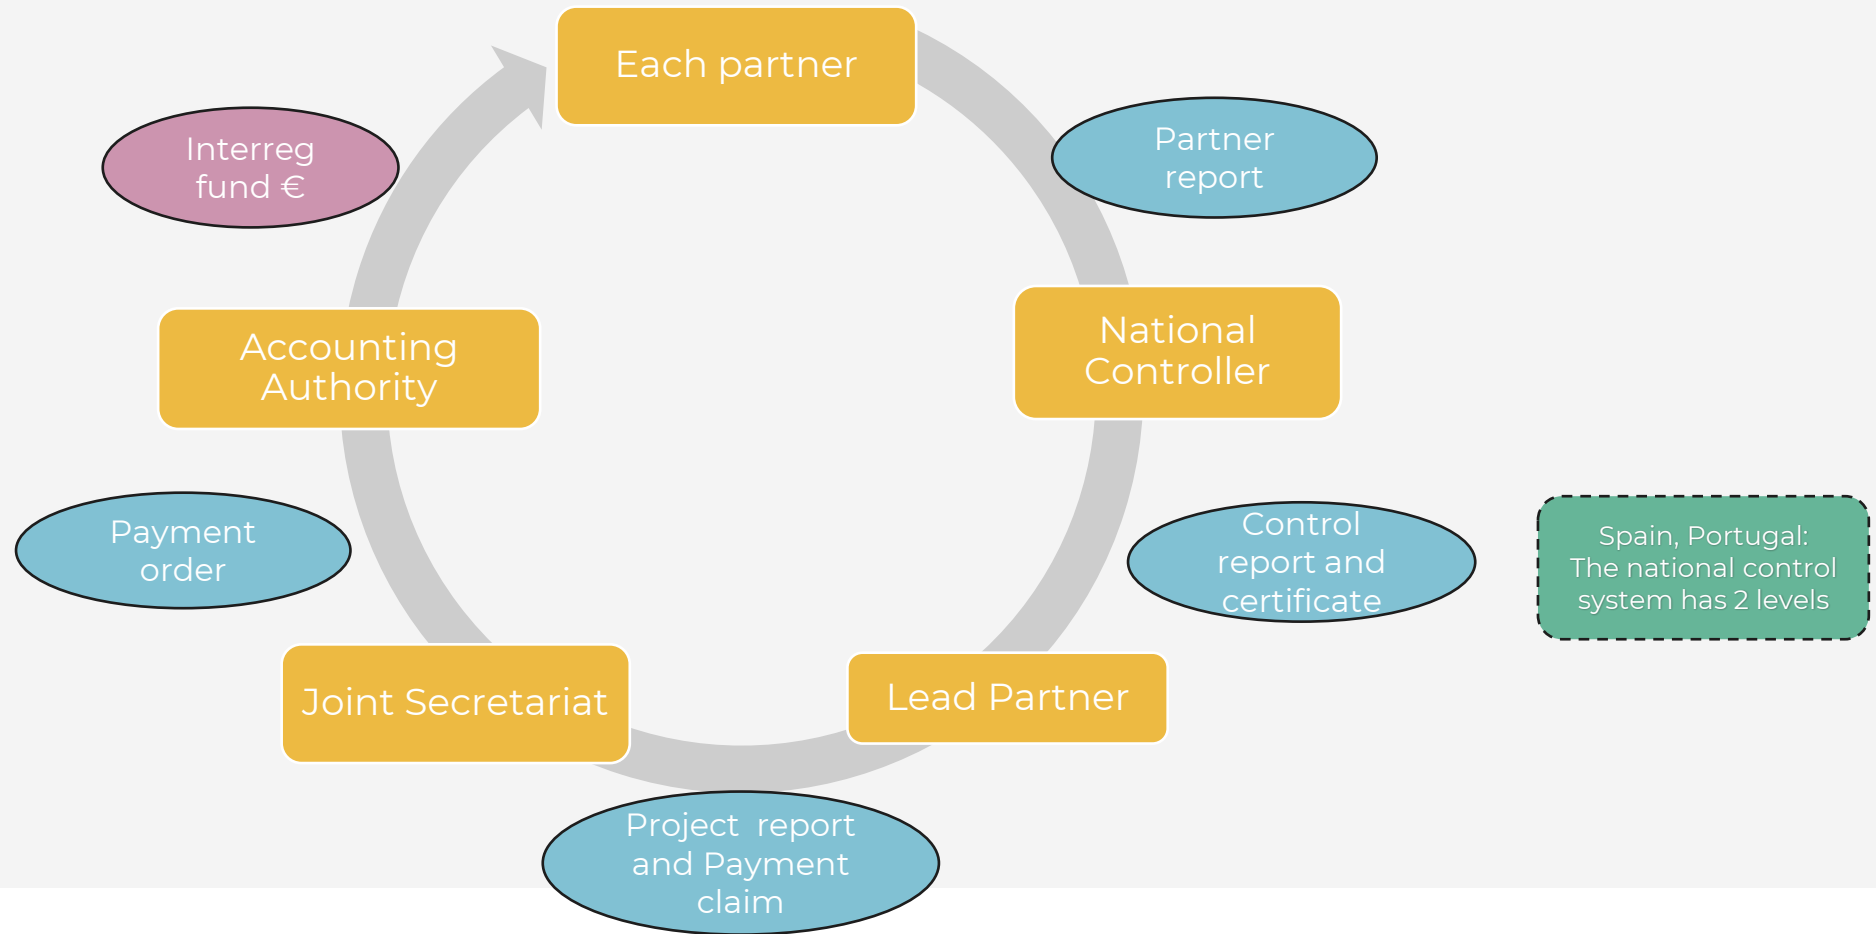 Each partner
Partner
report
Interreg
fund €
National
Controller
Accounting
Authority
Control
report and
certificate
Spain, Portugal:
The national control
system has 2 levels
Payment
order
Lead Partner
Joint Secretariat
Project  report
and Payment
claim